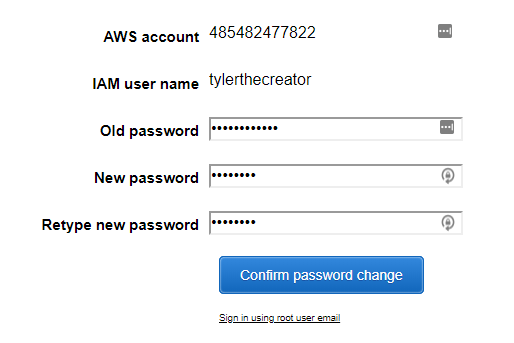 AWS account 485482477822
IAM user name tylerthecreator
Old password ••••••••••••
New password ••••••••
Retype new password ••••••••
Confirm password change
Sign in using root user email